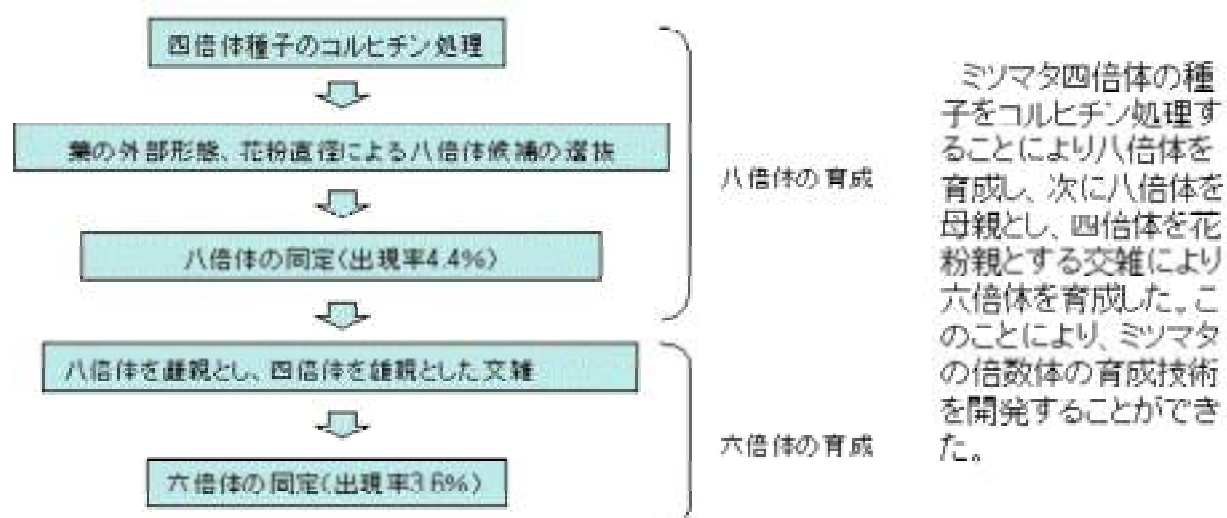 四倍体種子のコルヒチン処理
葉の外部形態、花粉直径による八倍体候補の選抜
八倍体の同定(出現率4.4%)
八倍体の育成
八倍体を雌親とし、四倍体を雄親とした交雑
六倍体の同定(出現率3.6%)
六倍体の育成
ミツマタ四倍体の種
子をコルヒチン処理す
ることにより八倍体を
育成し、次に八倍体を
母親とし、四倍体を花
粉親とする交雑により
六倍体を育成した。こ
のことにより、ミツマタ
の倍数体の育成技術
を開発することができ
た。